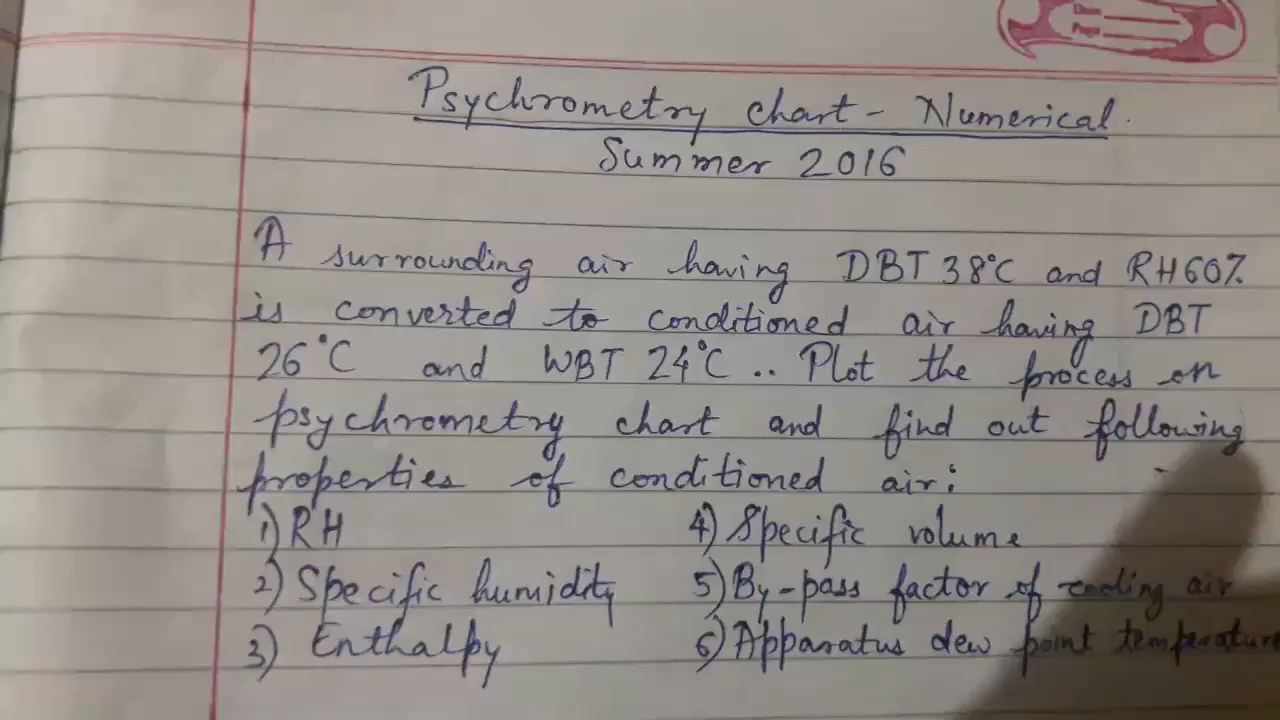 Psychrometry chart - Numerical.
Summer 2016
A surrounding air having DBT 38°C and RH 60%
is converted to conditioned air having DBT
26°C and WBT 24°C .. Plot the process on
psychrometry chart and find out following
properties of conditioned air:
1) RH
2) Specific humidity
3) Enthalpy
4) Specific volume
5) By-pass factor of cooling air
6) Apparatus dew point temperature